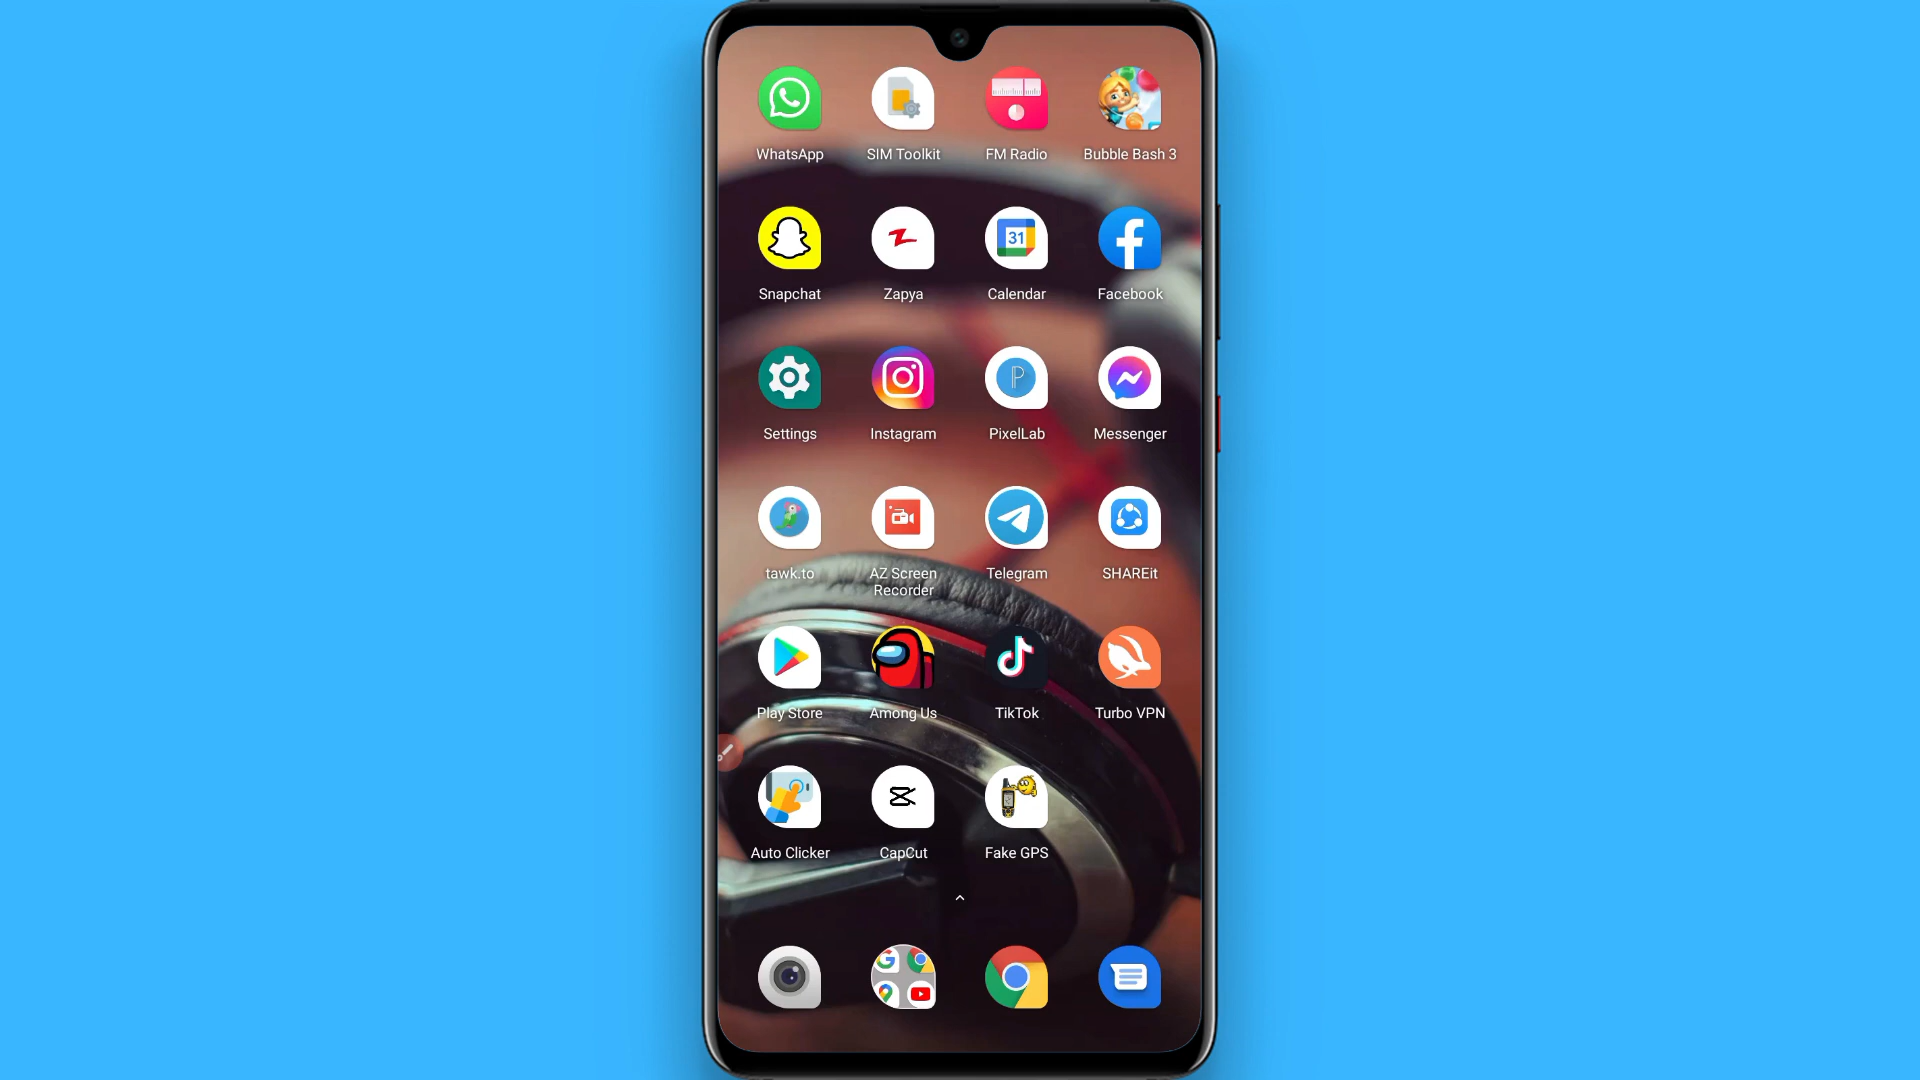 WhatsApp
SIM Toolkit
FM Radio
Bubble Bash 3
Snapchat
Zapya
31
Calendar
Facebook
Settings
Instagram
P
PixelLab
Messenger
tawk.to
AZ Screen
Recorder
Telegram
SHAREit
Play Store
Among Us
TikTok
Turbo VPN
Auto Clicker
CapCut
Fake GPS